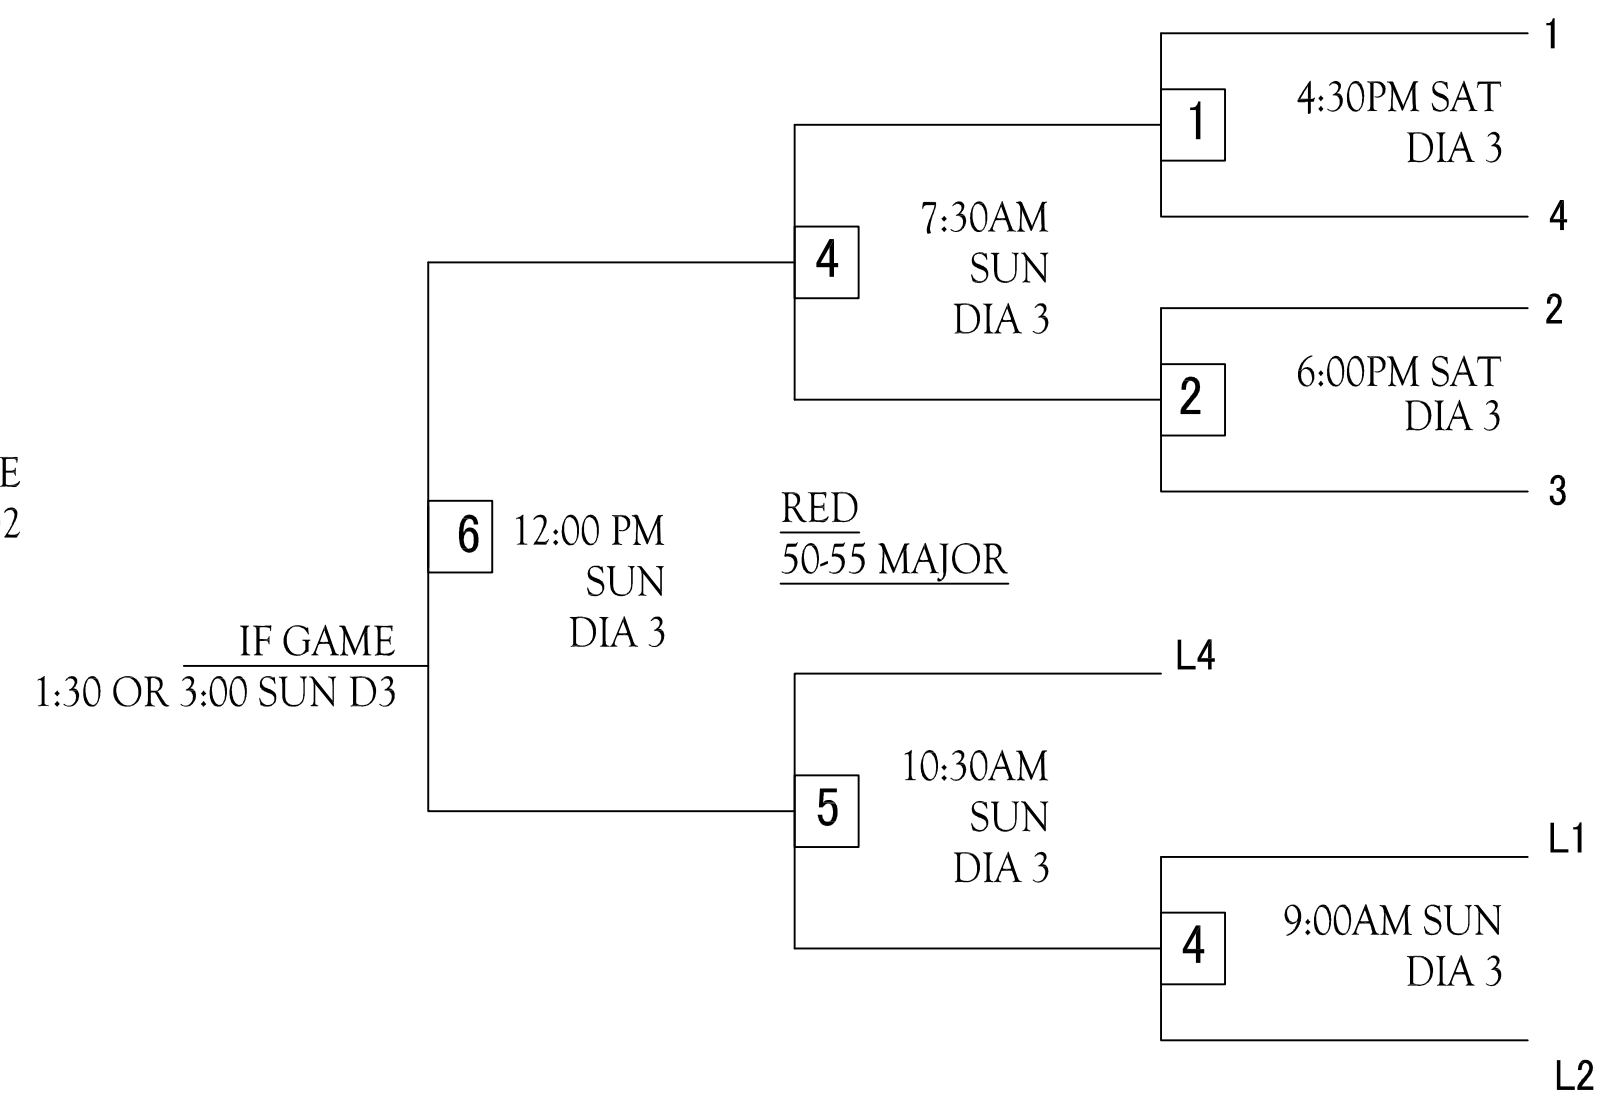 1
4:30PM SAT
DIA 3
1
4
7:30AM
SUN
DIA 3
4
2
6:00PM SAT
DIA 3
2
3
E
2
6
12:00 PM
SUN
DIA 3
RED
50-55 MAJOR
IF GAME
1:30 OR 3:00 SUN D3
L4
10:30AM
SUN
DIA 3
5
L1
9:00AM SUN
DIA 3
4
L2